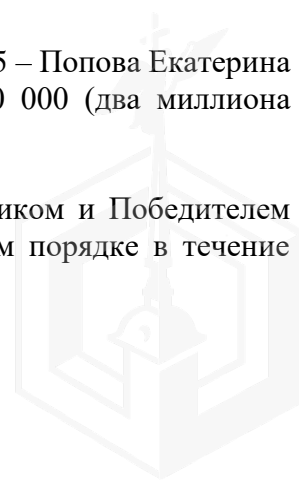 5 – Попова Екатерина
0 000 (два миллиона
иком и Победителем
м порядке в течение